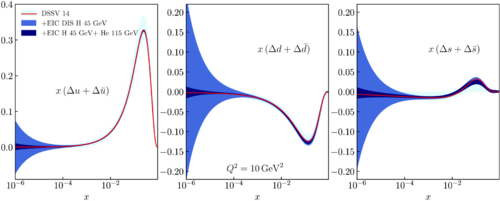 DSSV 14
+EIC DIS H 45 GeV
+EIC H 45 GeV+ He 115 GeV
x (Δu + Δū)
0.4
0.3
0.2
0.1
0.0
10⁻⁶ 10⁻⁴ 10⁻²
x
x (Δd + Δd̄)
0.20
0.15
0.10
0.05
0.00
−0.05
−0.10
−0.15
−0.20
Q² = 10 GeV²
10⁻⁶ 10⁻⁴ 10⁻²
x
x (Δs + Δs̄)
0.20
0.15
0.10
0.05
0.00
−0.05
−0.10
−0.15
−0.20
10⁻⁶ 10⁻⁴ 10⁻²
x